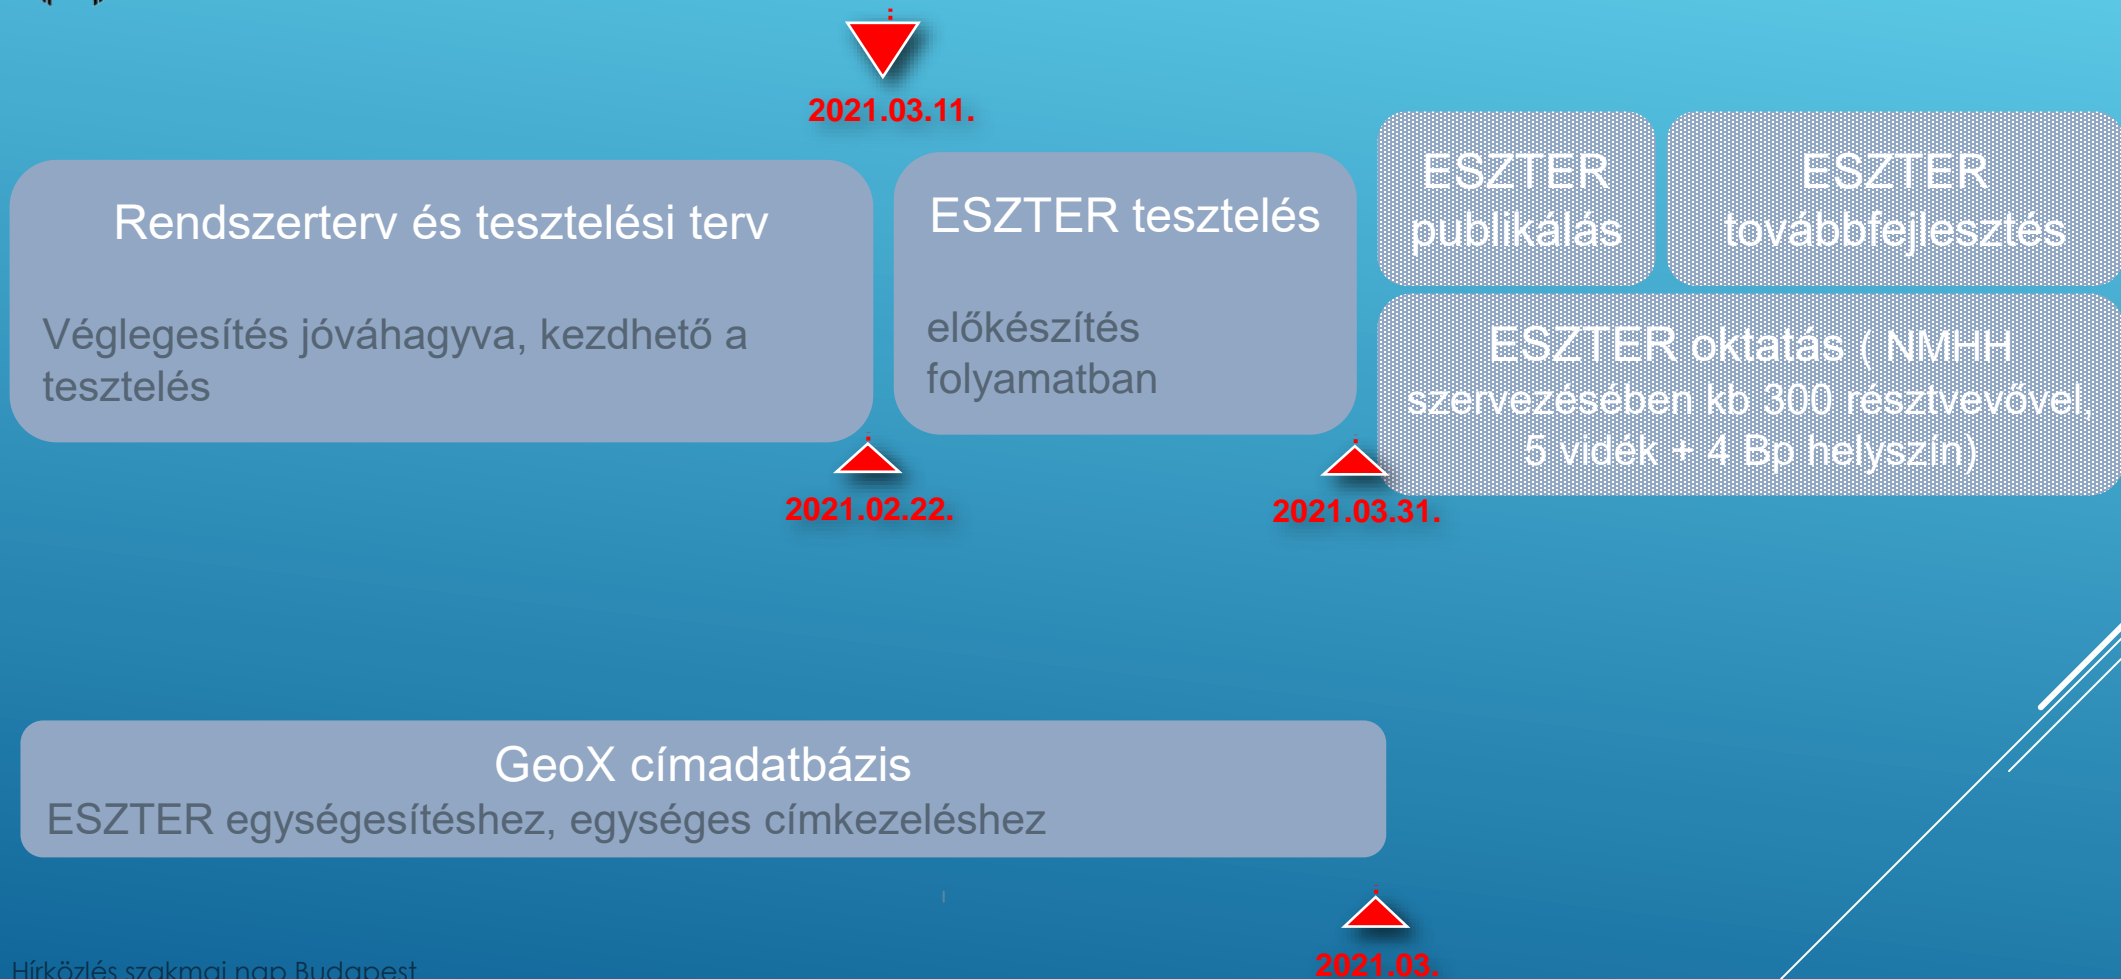 2021.03.11.
Rendszerterv és tesztelési terv
Véglegesítés jóváhagyva, kezdhető a
tesztelés
ESZTER tesztelés
előkészítés
folyamatban
ESZTER
publikálás
ESZTER
továbbfejlesztés
ESZTER oktatás ( NMHH
szervezésében kb 300 résztvevővel,
5 vidék + 4 Bp helyszín)
2021.02.22.
2021.03.31.
GeoX címadatbázis
ESZTER egységesítéshez, egységes címkezeléshez
2021.03.
Hírközlés szakmai nap Budapest